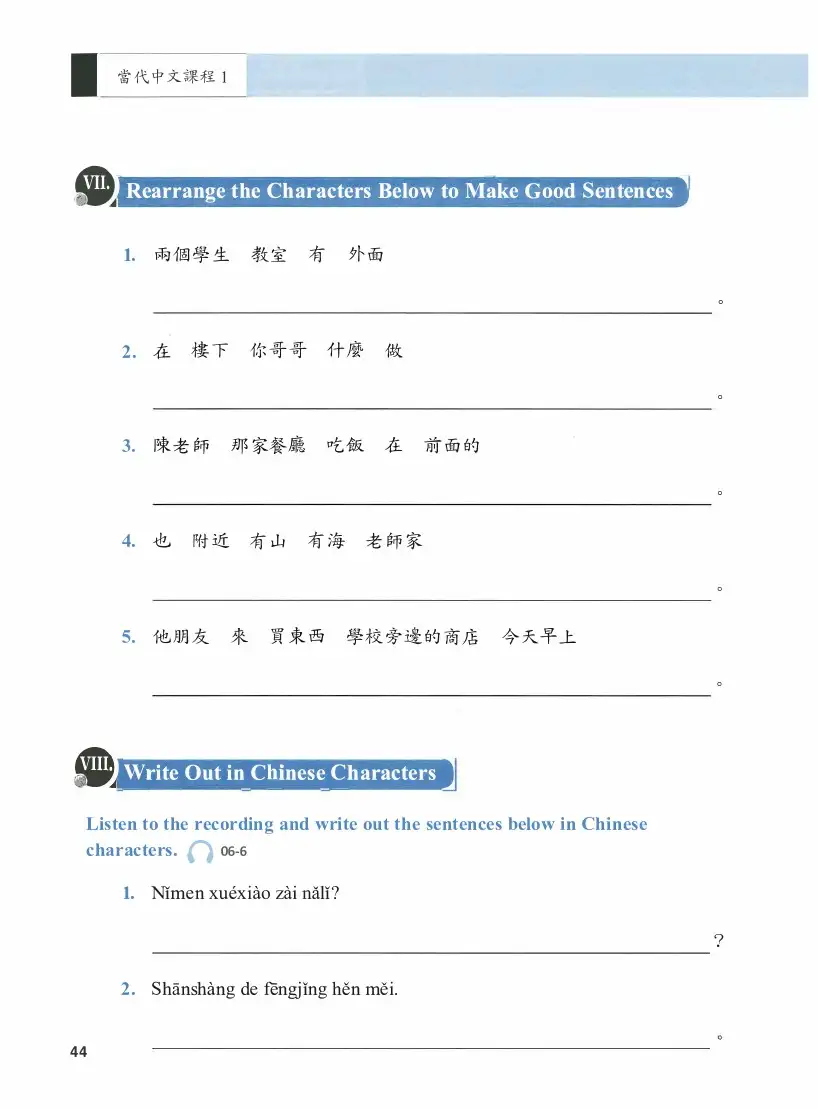 當代中文課程 1
VII. Rearrange the Characters Below to Make Good Sentences
1. 兩個學生 教室 有 外面
。
2. 在 樓下 你哥哥 什麼 做
。
3. 陳老師 那家餐廳 吃飯 在 前面的
。
4. 也 附近 有山 有海 老師家
。
5. 他朋友 來 買東西 學校旁邊的商店 今天早上
。
VIII. Write Out in Chinese Characters
Listen to the recording and write out the sentences below in Chinese
characters. 06-6
1. Nǐmen xuéxiào zài nǎlǐ?
?
2. Shānshàng de fēngjǐng hěn měi.
。
44